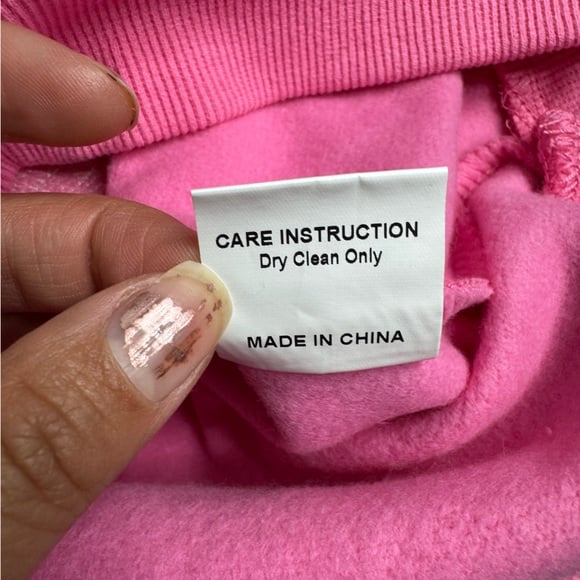 CARE INSTRUCTION
Dry Clean Only
MADE IN CHINA